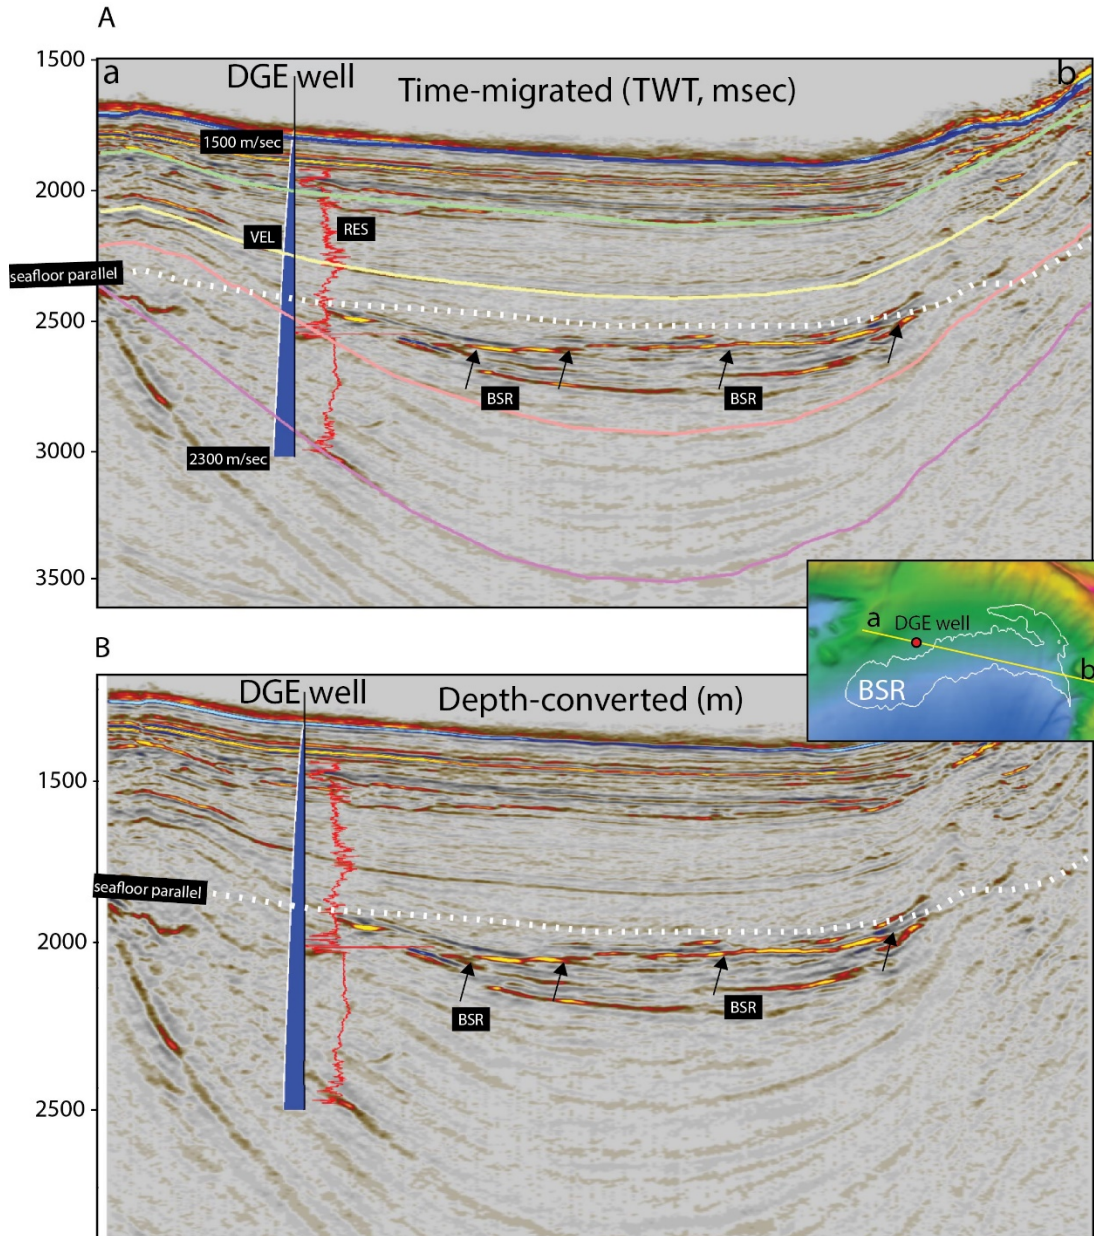 A
1500
a
DGE well
Time-migrated (TWT, msec)
b
1500 m/sec
2000
VEL
RES
seafloor parallel
2500
BSR
BSR
3000
2300 m/sec
3500
a
DGE well
b
BSR
B
DGE well
Depth-converted (m)
1500
seafloor parallel
2000
BSR
BSR
2500